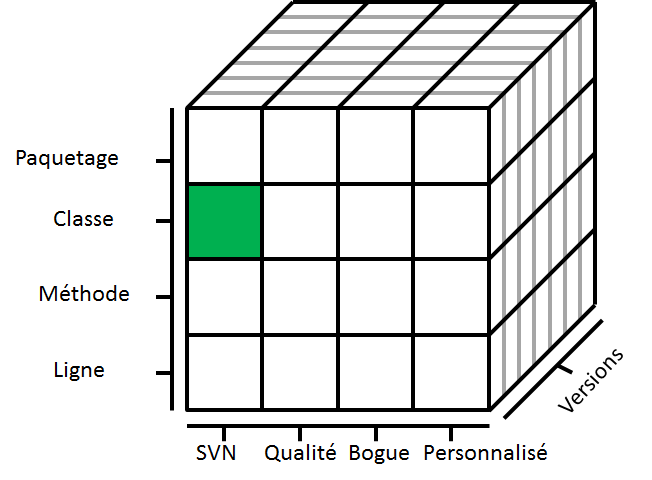 Paquetage
Classe
Méthode
Ligne
SVN Qualité Bogue Personnalisé
Versions